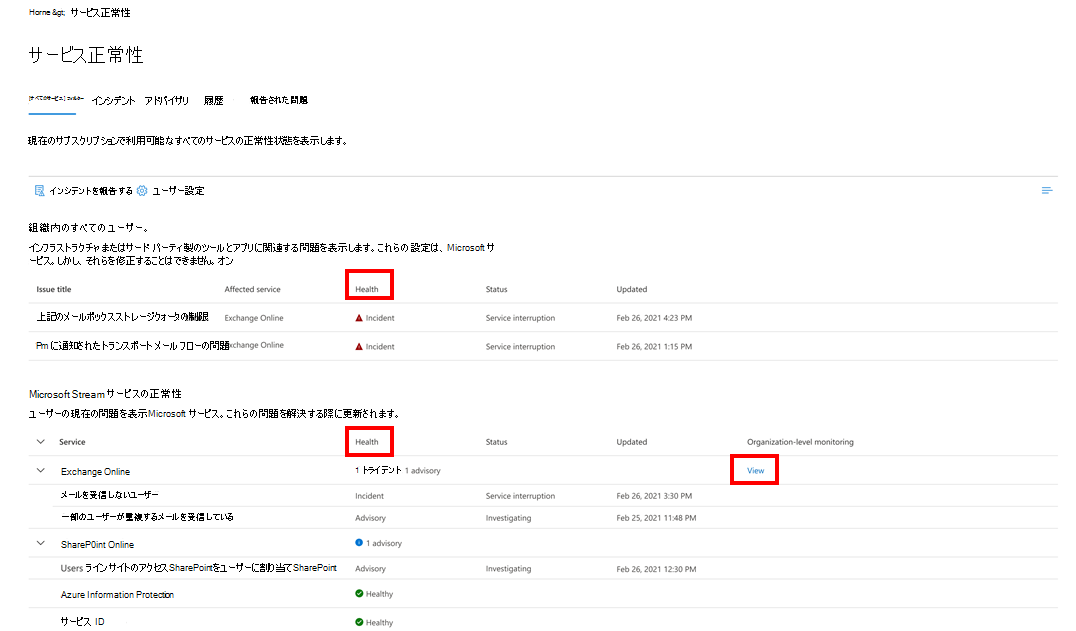 Home &gt; サービス正常性
サービス正常性
[すべてのサービス] フィルター インシデント アドバイザリ 履歴 報告された問題
現在のサブスクリプションで利用可能なすべてのサービスの正常性状態を表示します。
インシデントを報告する ユーザー設定
組織内のすべてのユーザー。
インフラストラクチャ またはサード パーティ製のツールとアプリに関連する問題を表示します。これらの 設定は、Microsoft サ
ービス。しかし、それらを修正することはできません。オン
Issue title Affected service Health Status Updated
上記のメールボックスストレージクォータの制限 Exchange Online Incident Service interruption Feb 26, 2021 4:23 PM
Pm に通知されたトランスポート メール フローの問題 xchange Online Incident Service interruption Feb 26, 2021 1:15 PM
Microsoft Stream サービスの正常性
ユーザーの現在の問題を表示Microsoft サービス。これらの問題を解決する際に更新されます。
Service Health Status Updated Organization-level monitoring
Exchange Online 1 トライデント 1 advisory View
メールを受信しないユーザー Incident Service interruption Feb 26, 2021 3:30 PM
一部のユーザーが重複するメールを受信している Advisory Investigating Feb 25, 2021 11:48 PM
ShareP0int Online 1 advisory
Users ラインサイトのアクセス SharePointをユーザーに割り当て SharePoint Advisory Investigating Feb 26, 2021 12:30 PM
Azure Information Protection Healthy
サービス ID Healthy